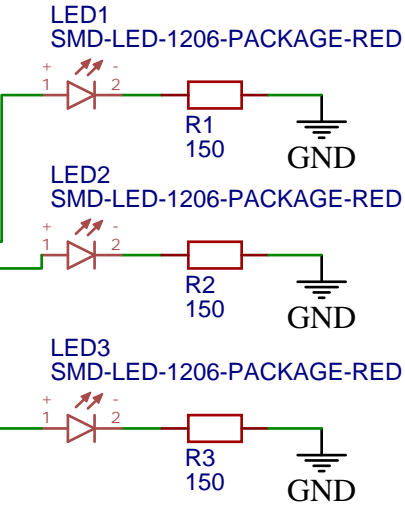 LED1
SMD-LED-1206-PACKAGE-RED
+ -
1 2
R1
150
GND
LED2
SMD-LED-1206-PACKAGE-RED
+ -
1 2
R2
150
GND
LED3
SMD-LED-1206-PACKAGE-RED
+ -
1 2
R3
150
GND